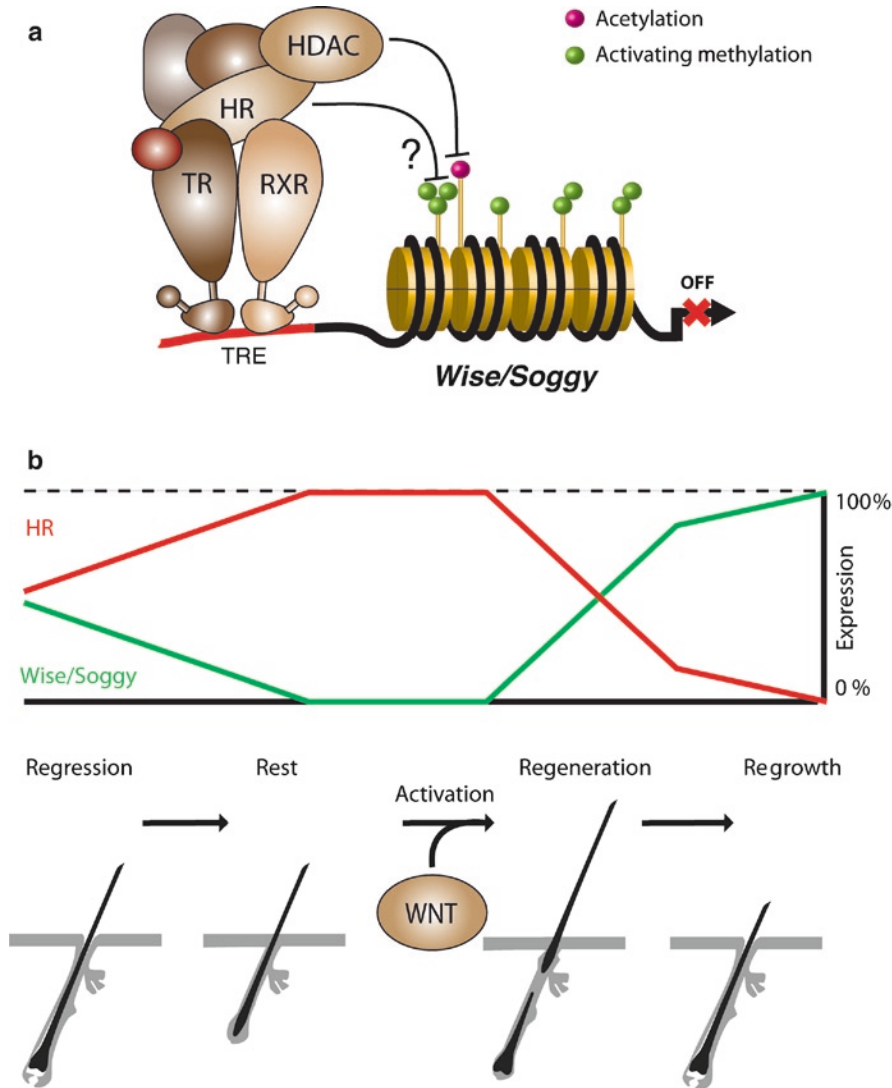 a
HDAC
HR
TR
RXR
TRE
?
Acetylation
Activating methylation
OFF
Wise/Soggy
b
HR
Wise/Soggy
100%
Expression
0 %
Regression
Rest
Activation
Regeneration
Regrowth
WNT